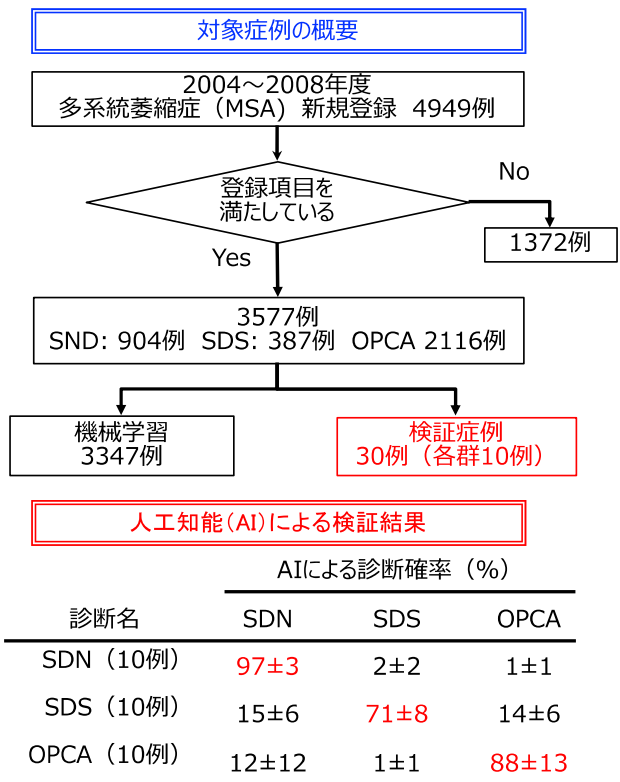 対象症例の概要
2004～2008年度
多系統萎縮症（MSA）新規登録 4949例
登録項目を
満たしている
No
1372例
Yes
3577例
SND: 904例 SDS: 387例 OPCA 2116例
機械学習
3347例
検証症例
30例（各群10例）
人工知能（AI）による検証結果
AIによる診断確率（%）
診断名 SDN SDS OPCA
SDN（10例） 97±3 2±2 1±1
SDS（10例） 15±6 71±8 14±6
OPCA（10例） 12±12 1±1 88±13